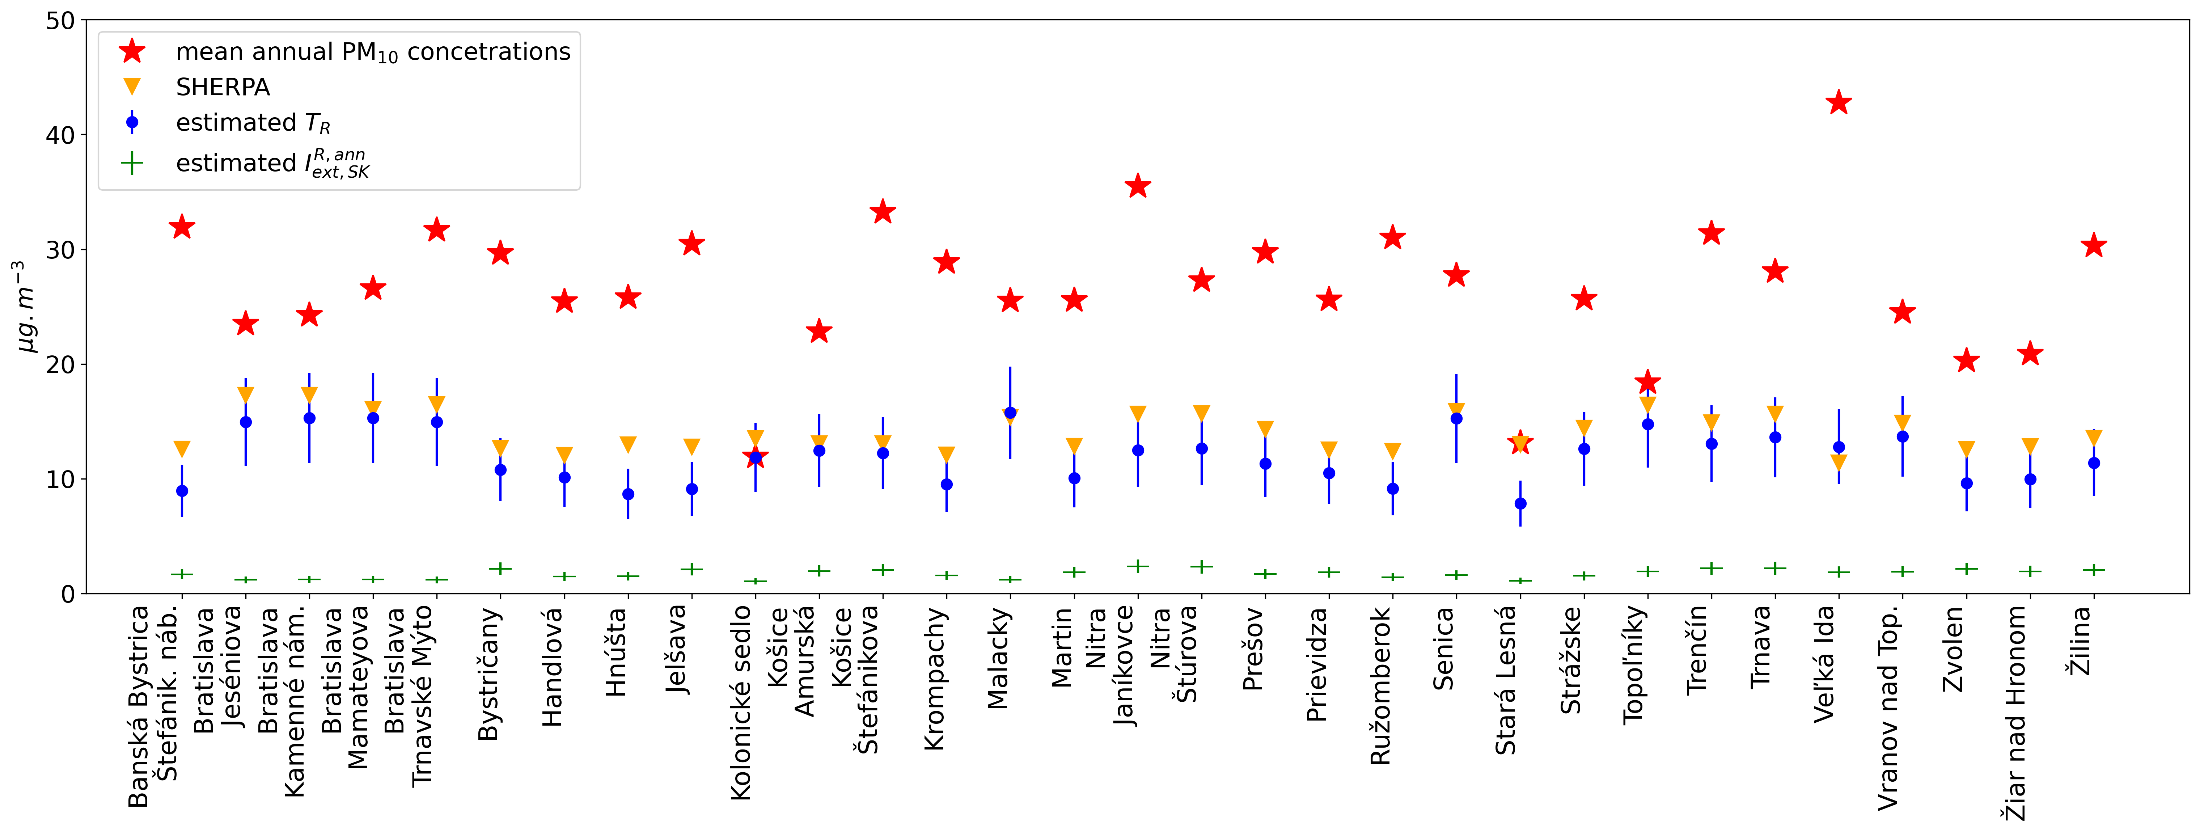 50
40
30
20
10
0
μg.m⁻³
mean annual PM₁₀ concetrations
SHERPA
estimated T_R
estimated I^{R,ann}_{ext,SK}
Banská Bystrica
Štefánik. náb.
Bratislava
Jeséniova
Bratislava
Kamenné nám.
Bratislava
Mamateyova
Bratislava
Trnavské Mýto
Bystričany
Handlová
Hnúšťa
Jelšava
Kolonické sedlo
Košice
Amurská
Košice
Štefánikova
Krompachy
Malacky
Martin
Nitra
Janíkovce
Nitra
Štúrova
Prešov
Prievidza
Ružomberok
Senica
Stará Lesná
Strážske
Topoľníky
Trenčín
Trnava
Veľká Ida
Vranov nad Top.
Zvolen
Žiar nad Hronom
Žilina